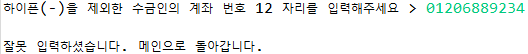 하이픈(-)을 제외한 수금인의 계좌 번호 12 자리를 입력해주세요 > 01206889234
잘못 입력하셨습니다. 메인으로 돌아갑니다.